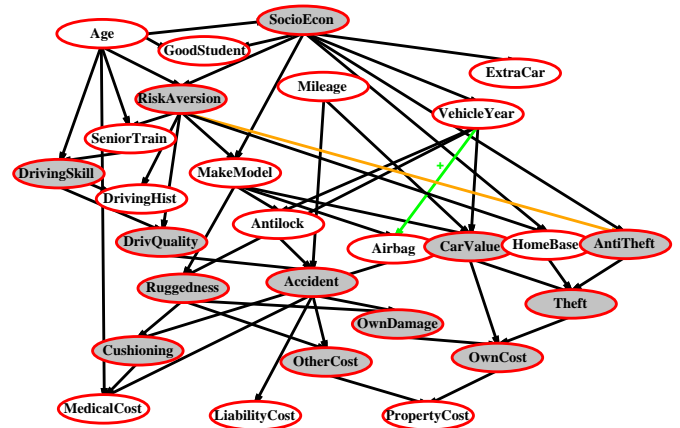 SocioEcon
Age
GoodStudent
ExtraCar
Mileage
RiskAversion
VehicleYear
SeniorTrain
+
DrivingSkill
MakeModel
DrivingHist
Antilock
DrivQuality
Airbag
CarValue
HomeBase
AntiTheft
Ruggedness
Accident
Theft
OwnDamage
Cushioning
OtherCost
OwnCost
MedicalCost
LiabilityCost
PropertyCost